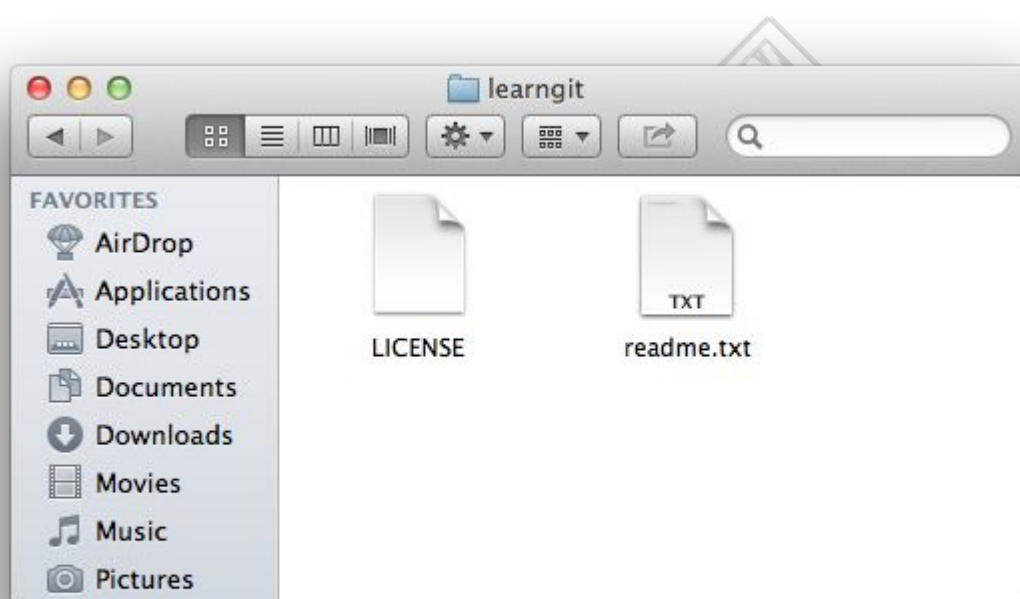 learngit
FAVORITES
AirDrop
Applications
Desktop
Documents
Downloads
Movies
Music
Pictures
LICENSE
TXT
readme.txt